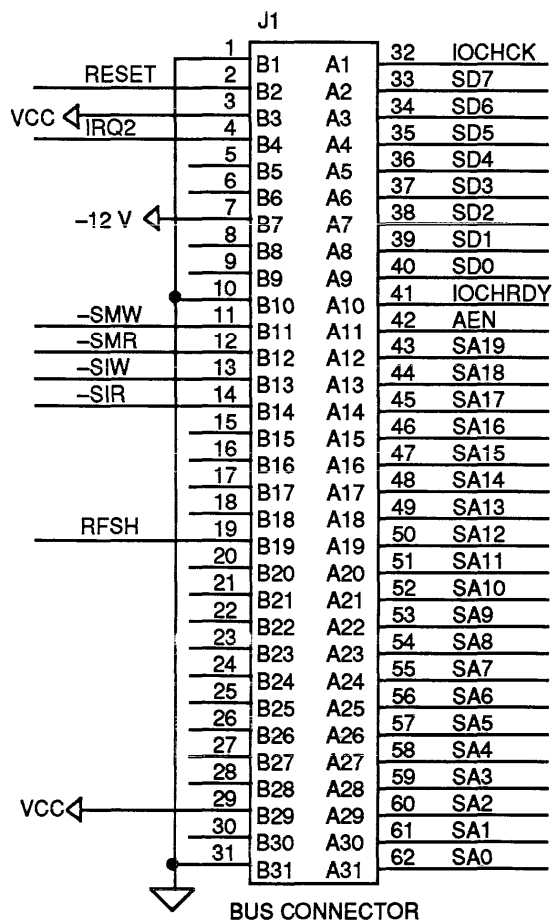 J1
1 B1 A1 32 IOCHCK
RESET 2 B2 A2 33 SD7
VCC 3 B3 A3 34 SD6
IRQ2 4 B4 A4 35 SD5
5 B5 A5 36 SD4
6 B6 A6 37 SD3
–12 V 7 B7 A7 38 SD2
8 B8 A8 39 SD1
9 B9 A9 40 SD0
10 B10 A10 41 IOCHRDY
–SMW 11 B11 A11 42 AEN
–SMR 12 B12 A12 43 SA19
–SIW 13 B13 A13 44 SA18
–SIR 14 B14 A14 45 SA17
15 B15 A15 46 SA16
16 B16 A16 47 SA15
17 B17 A17 48 SA14
18 B18 A18 49 SA13
RFSH 19 B19 A19 50 SA12
20 B20 A20 51 SA11
21 B21 A21 52 SA10
22 B22 A22 53 SA9
23 B23 A23 54 SA8
24 B24 A24 55 SA7
25 B25 A25 56 SA6
26 B26 A26 57 SA5
27 B27 A27 58 SA4
28 B28 A28 59 SA3
VCC 29 B29 A29 60 SA2
30 B30 A30 61 SA1
31 B31 A31 62 SA0
BUS CONNECTOR